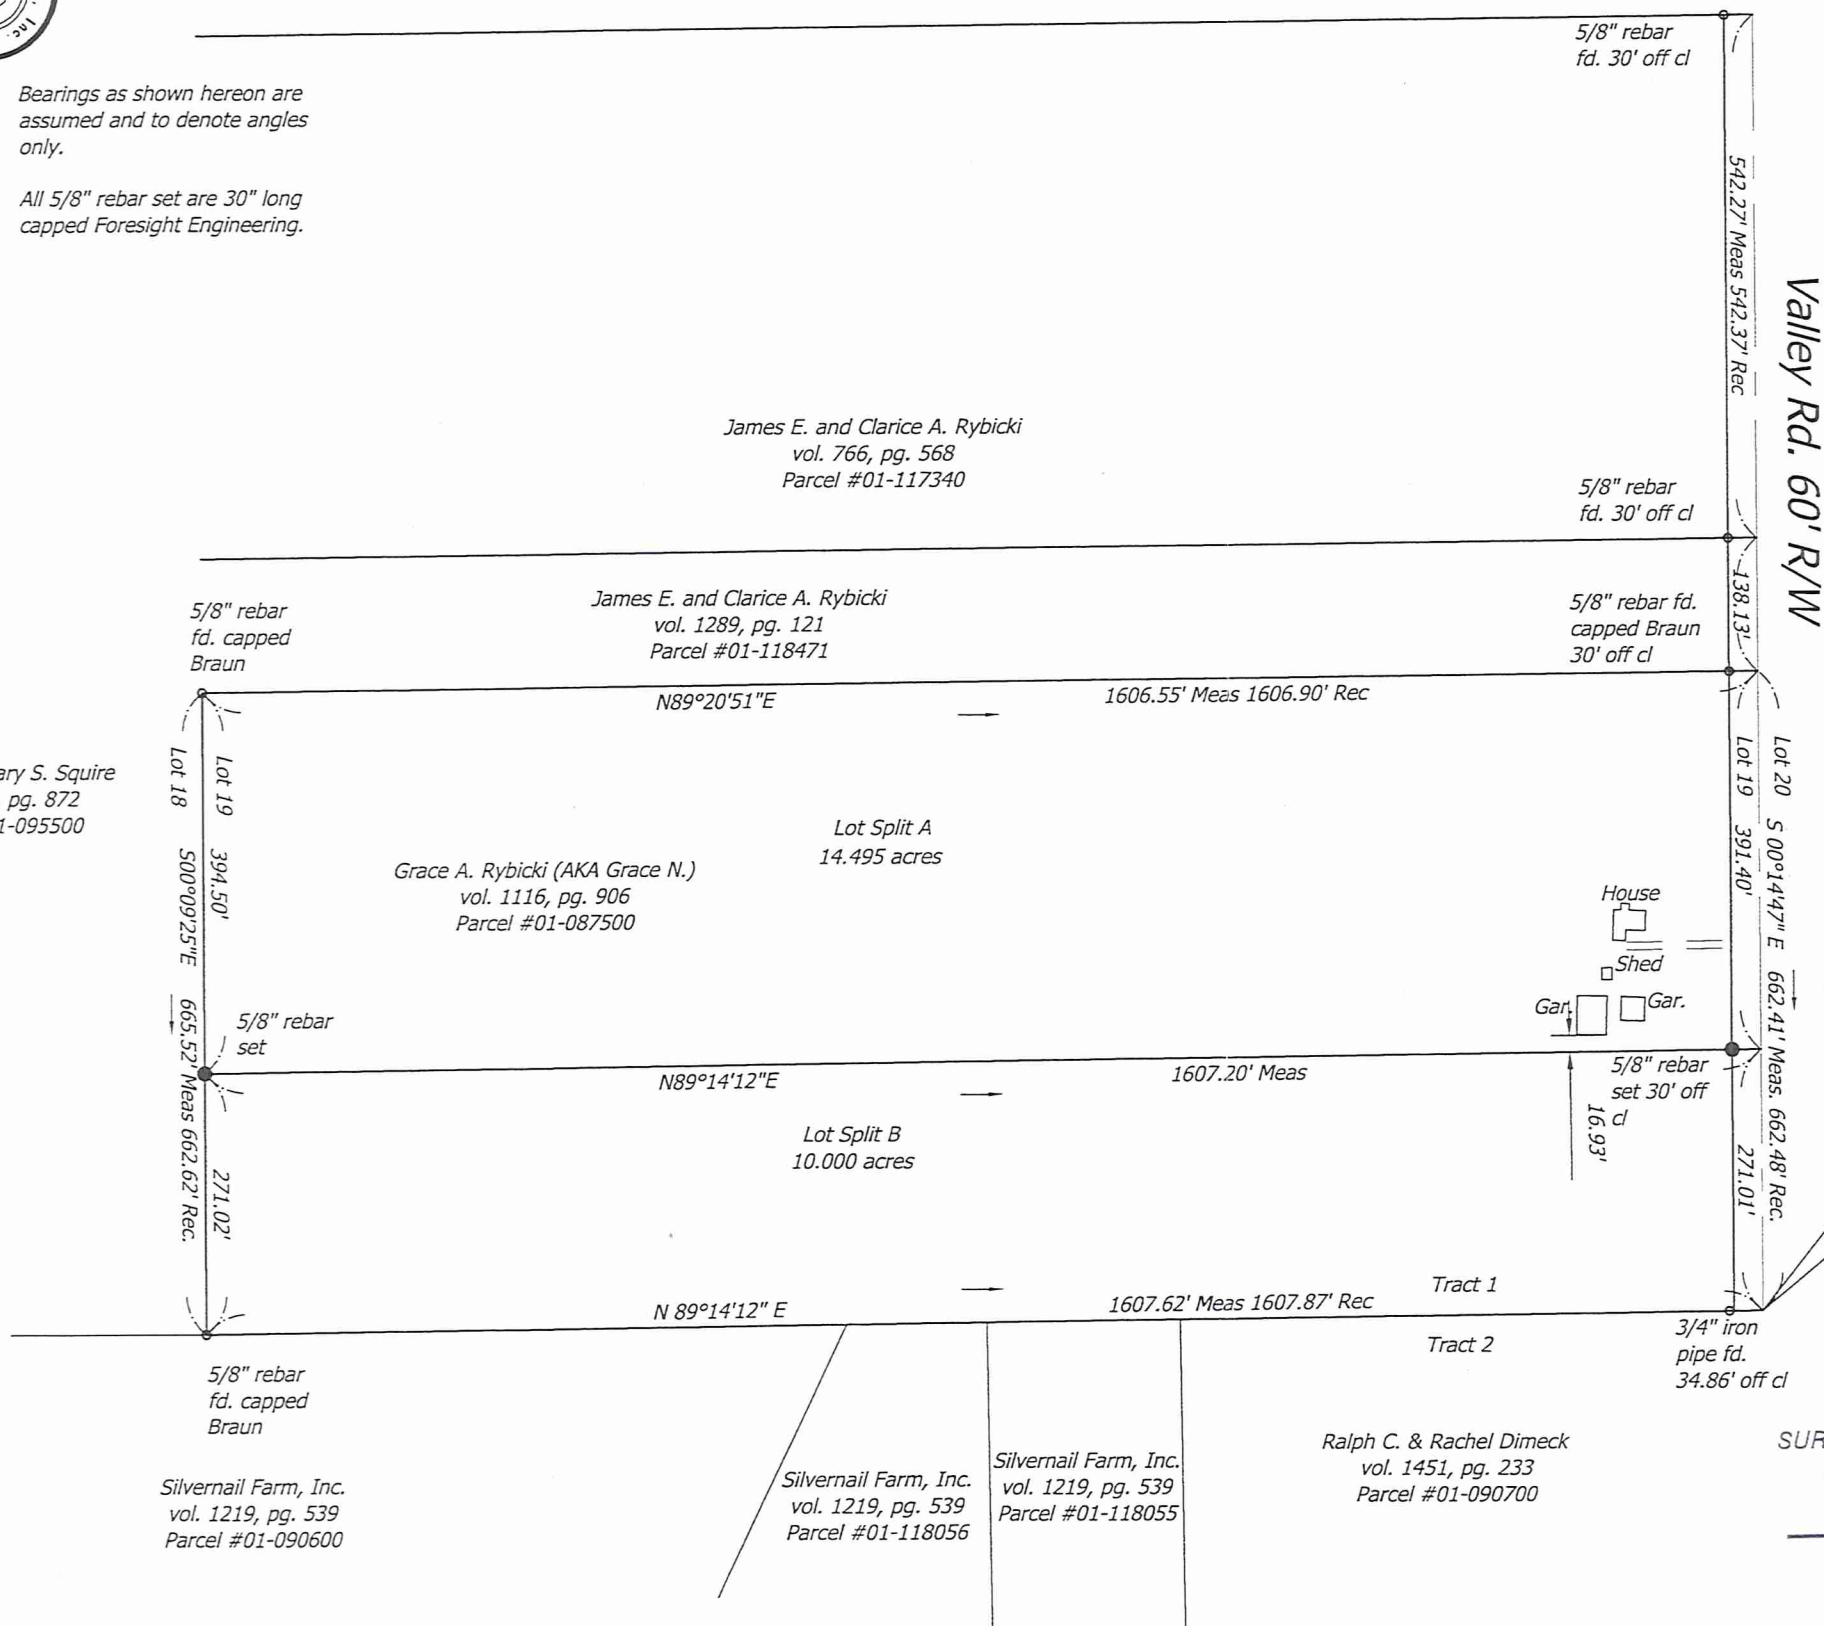 Inc.
5/8" rebar
fd. 30' off cl
Bearings as shown hereon are
assumed and to denote angles
only.
All 5/8" rebar set are 30" long
capped Foresight Engineering.
542.27' Meas 542.37' Rec
Valley Rd. 60' R/W
James E. and Clarice A. Rybicki
vol. 766, pg. 568
Parcel #01-117340
5/8" rebar
fd. 30' off cl
138.13'
James E. and Clarice A. Rybicki
vol. 1289, pg. 121
Parcel #01-118471
5/8" rebar
fd. capped
Braun
5/8" rebar fd.
capped Braun
30' off cl
N89°20'51"E
1606.55' Meas 1606.90' Rec
ary S. Squire
pg. 872
1-095500
Lot 18
S00°09'25"E
665.52' Meas 662.62' Rec.
Lot 19
394.50'
271.02'
Lot Split A
14.495 acres
Grace A. Rybicki (AKA Grace N.)
vol. 1116, pg. 906
Parcel #01-087500
House
Shed
Gar.
Gar.
Lot 19
391.40'
271.01'
Lot 20
S 00°14'47" E
662.41' Meas. 662.48' Rec.
5/8" rebar
set
N89°14'12"E
1607.20' Meas
5/8" rebar
set 30' off
cl
16.93'
Lot Split B
10.000 acres
N 89°14'12" E
1607.62' Meas 1607.87' Rec
Tract 1
Tract 2
3/4" iron
pipe fd.
34.86' off cl
5/8" rebar
fd. capped
Braun
Silvernail Farm, Inc.
vol. 1219, pg. 539
Parcel #01-090600
Silvernail Farm, Inc.
vol. 1219, pg. 539
Parcel #01-118056
Silvernail Farm, Inc.
vol. 1219, pg. 539
Parcel #01-118055
Ralph C. & Rachel Dimeck
vol. 1451, pg. 233
Parcel #01-090700
SUR